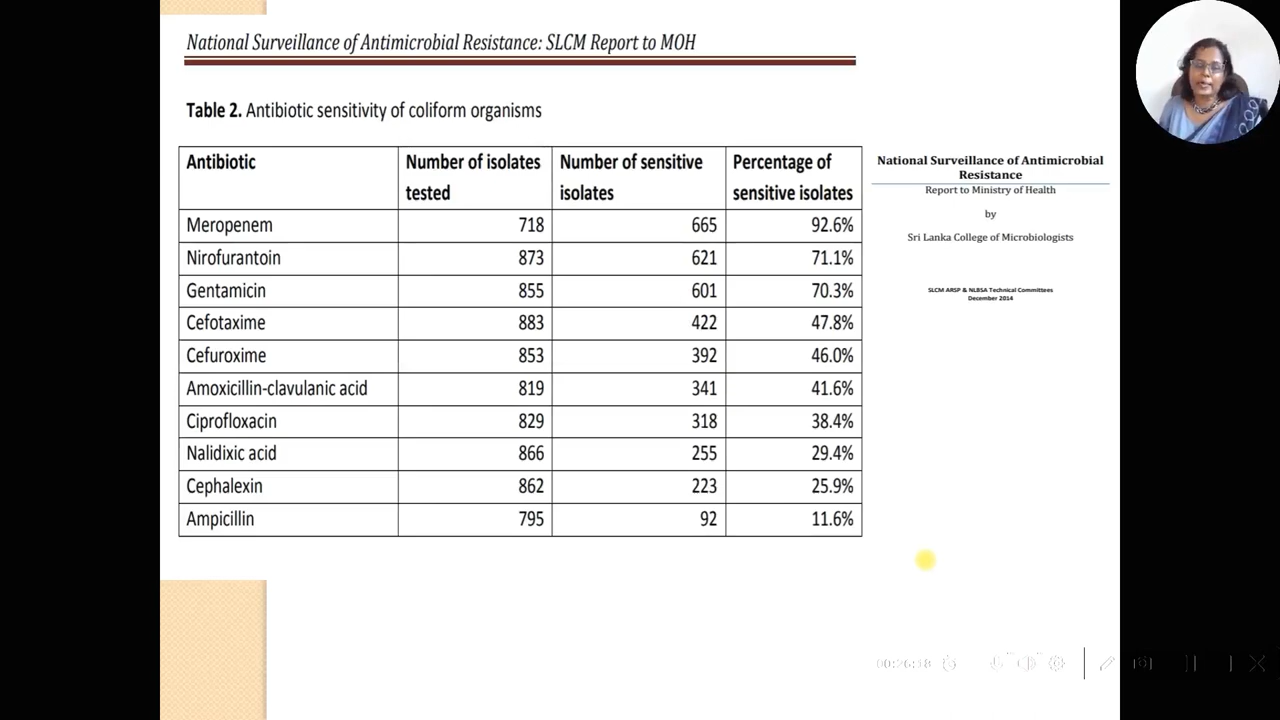 National Surveillance of Antimicrobial Resistance: SLCM Report to MOH
Table 2. Antibiotic sensitivity of coliform organisms
Antibiotic Number of isolates tested Number of sensitive isolates Percentage of sensitive isolates
Meropenem 718 665 92.6%
Nirofurantoin 873 621 71.1%
Gentamicin 855 601 70.3%
Cefotaxime 883 422 47.8%
Cefuroxime 853 392 46.0%
Amoxicillin-clavulanic acid 819 341 41.6%
Ciprofloxacin 829 318 38.4%
Nalidixic acid 866 255 29.4%
Cephalexin 862 223 25.9%
Ampicillin 795 92 11.6%
National Surveillance of Antimicrobial
Resistance
Report to Ministry of Health
by
Sri Lanka College of Microbiologists
SLCM ARSP & NLBSA Technical Committees
December 2014
00:26:18